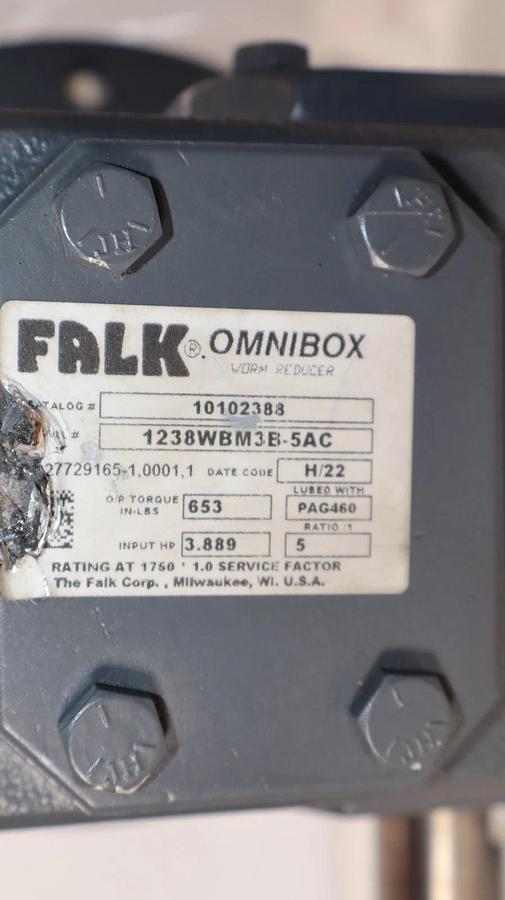 FALK®. OMNIBOX
WORM REDUCER
CATALOG # 10102388
# 1238WBM3B-5AC
27729165-1,0001,1 DATE CODE H/22
O/P TORQUE IN-LBS 653
LUBED WITH PAG460
RATIO :1 5
INPUT HP 3.889
RATING AT 1750 ' 1.0 SERVICE FACTOR
The Falk Corp., Milwaukee, WI. U.S.A.